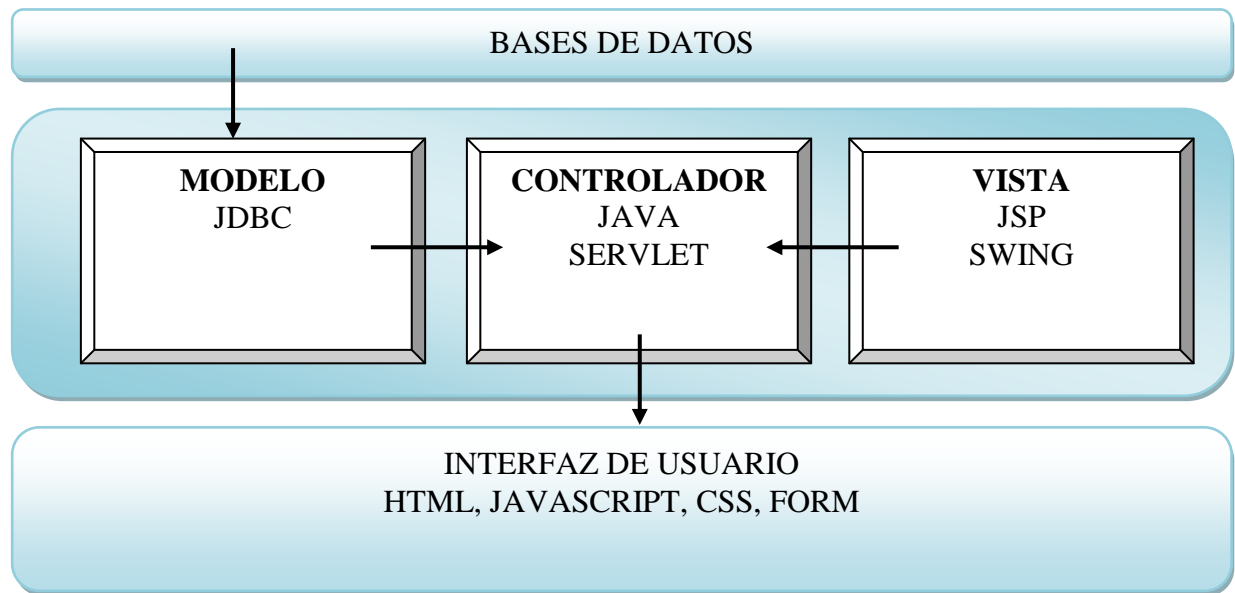 BASES DE DATOS
MODELO
JDBC
CONTROLADOR
JAVA
SERVLET
VISTA
JSP
SWING
INTERFAZ DE USUARIO
HTML, JAVASCRIPT, CSS, FORM